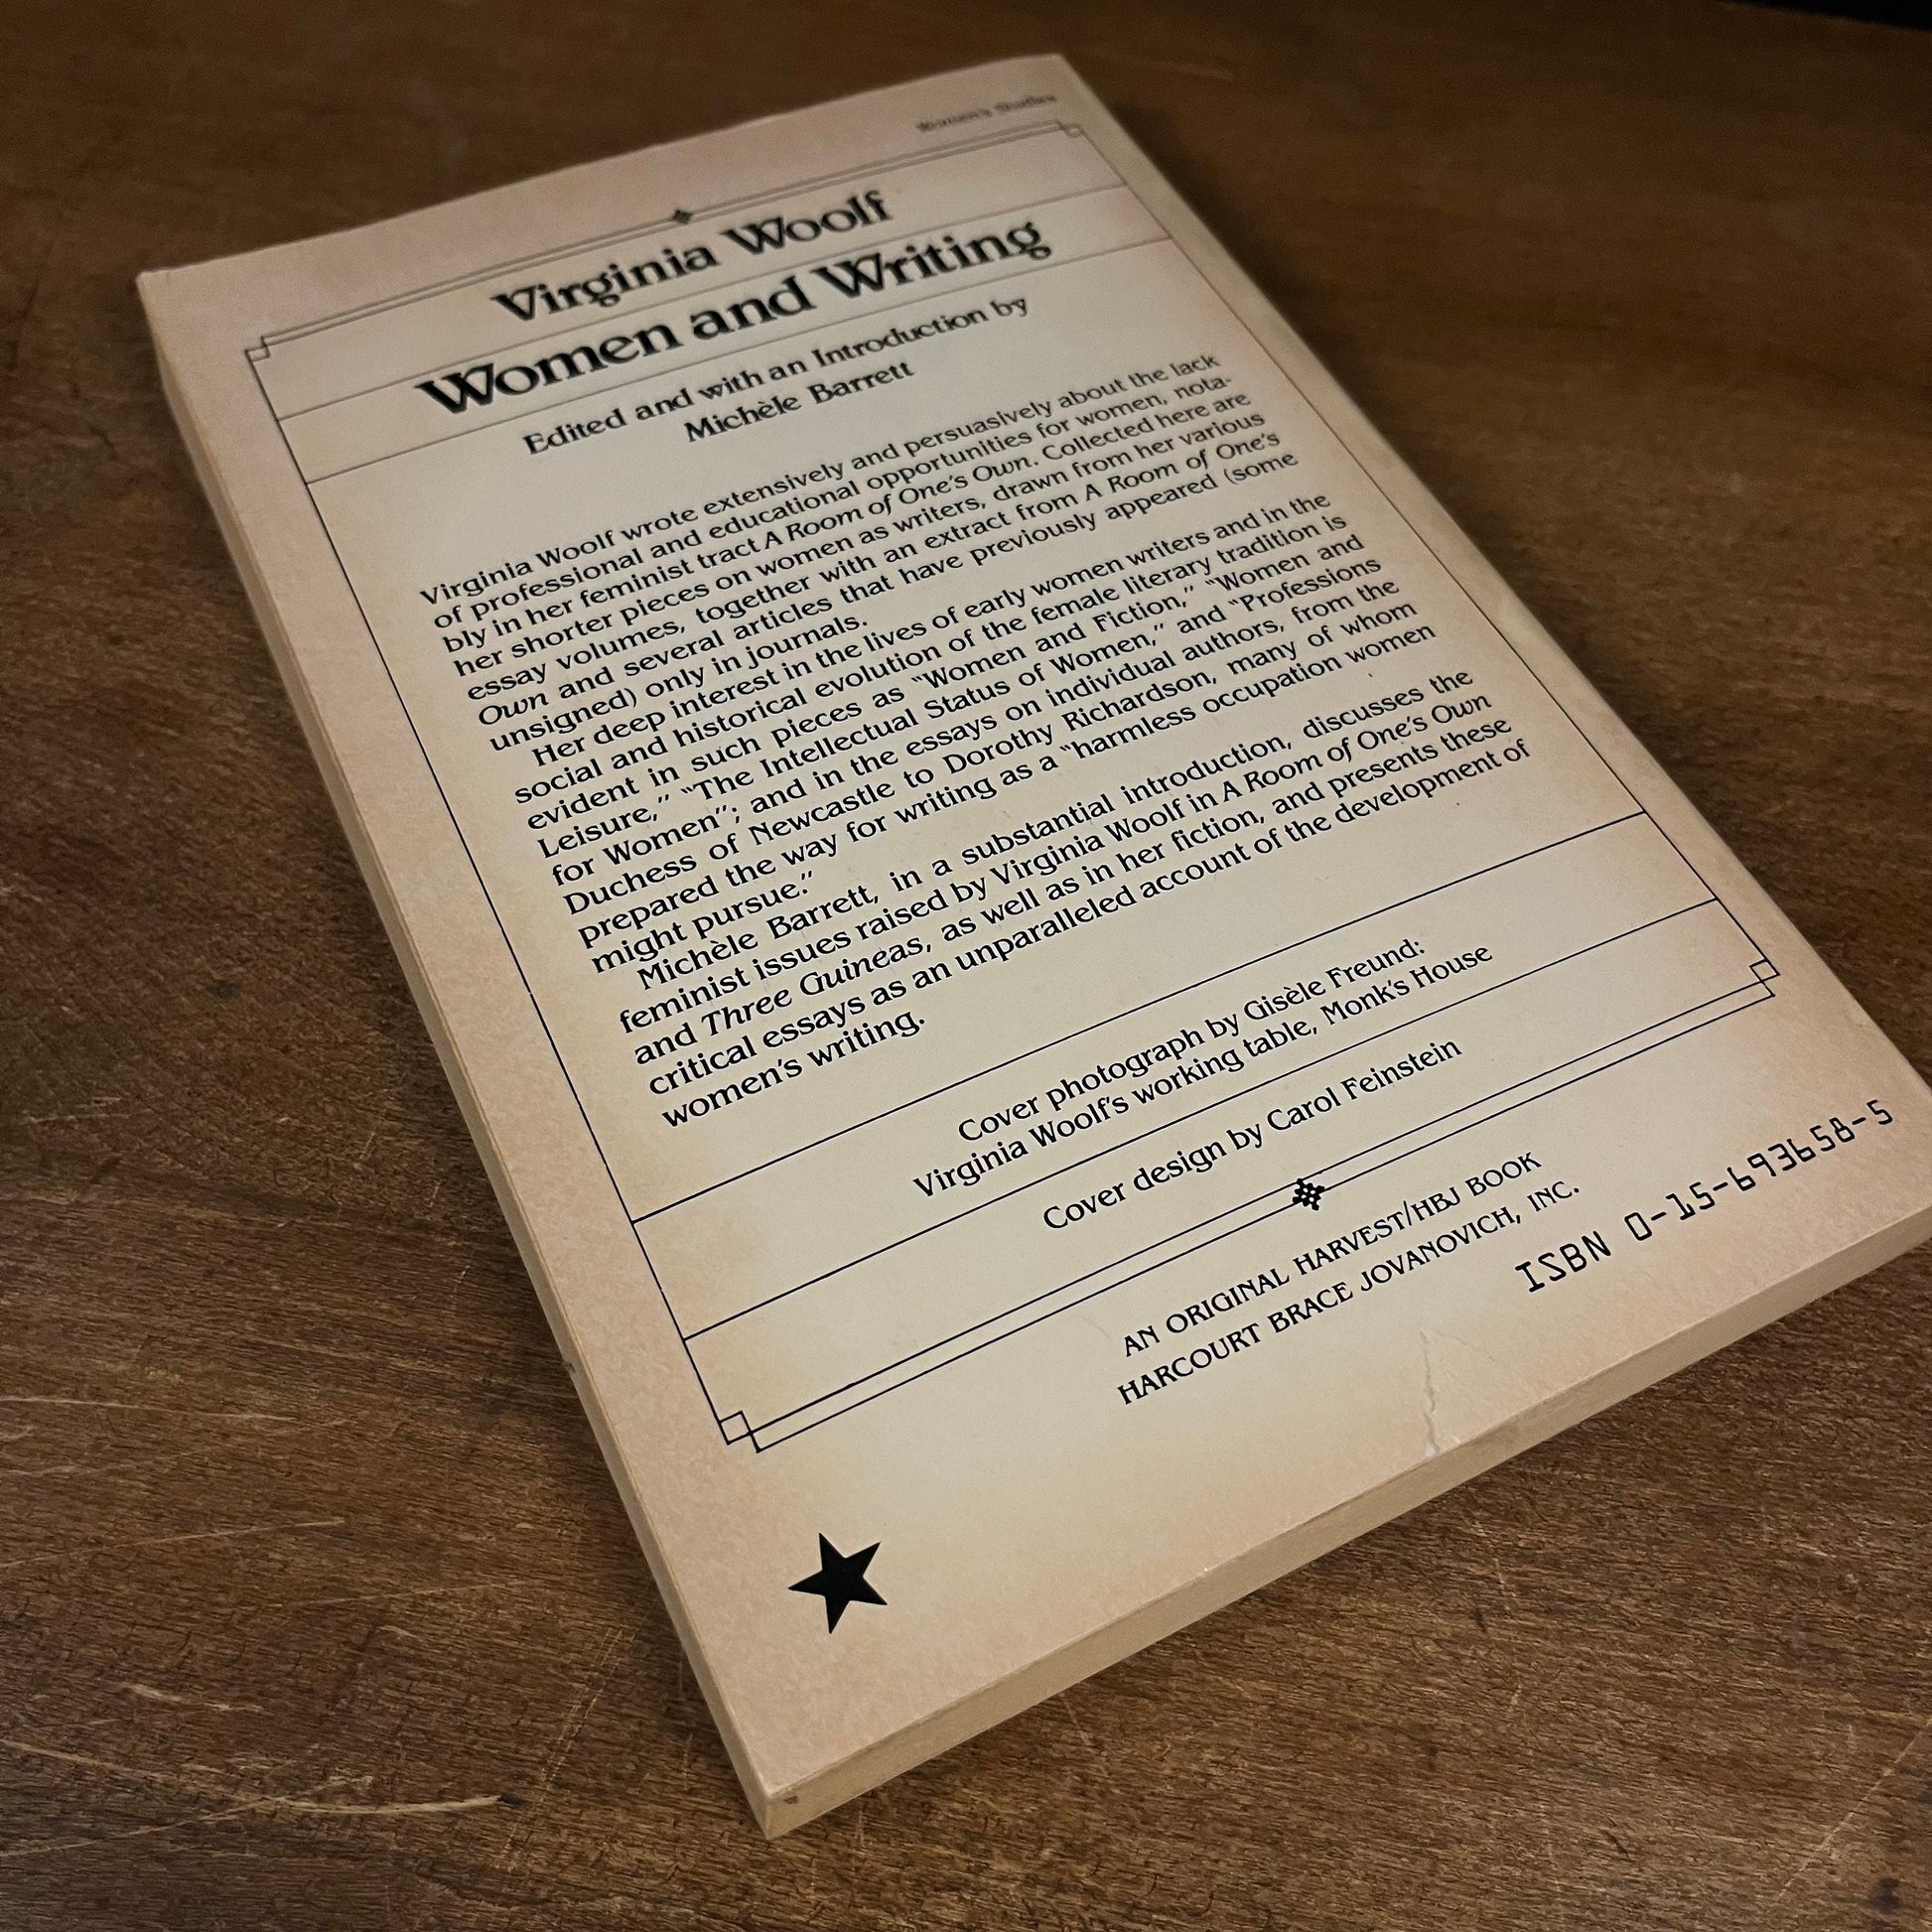 Women's Studies
Virginia Woolf
Women and Writing
Edited and with an Introduction by
Michèle Barrett
Virginia Woolf wrote extensively and persuasively about the lack
of professional and educational opportunities for women, nota-
bly in her feminist tract A Room of One's Own. Collected here are
her shorter pieces on women as writers, drawn from her various
essay volumes, together with an extract from A Room of One's
Own and several articles that have previously appeared (some
unsigned) only in journals.
Her deep interest in the lives of early women writers and in the
social and historical evolution of the female literary tradition is
evident in such pieces as "Women and Fiction," "Women and
Leisure," "The Intellectual Status of Women," and "Professions
for Women"; and in the essays on individual authors, from the
Duchess of Newcastle to Dorothy Richardson, many of whom
prepared the way for writing as a "harmless occupation women
might pursue."
Michèle Barrett, in a substantial introduction, discusses the
feminist issues raised by Virginia Woolf in A Room of One's Own
and Three Guineas, as well as in her fiction, and presents these
critical essays as an unparalleled account of the development of
women's writing.
Cover photograph by Gisèle Freund:
Virginia Woolf's working table, Monk's House
Cover design by Carol Feinstein
AN ORIGINAL HARVEST/HBJ BOOK
HARCOURT BRACE JOVANOVICH, INC.
ISBN 0-15-693658-5